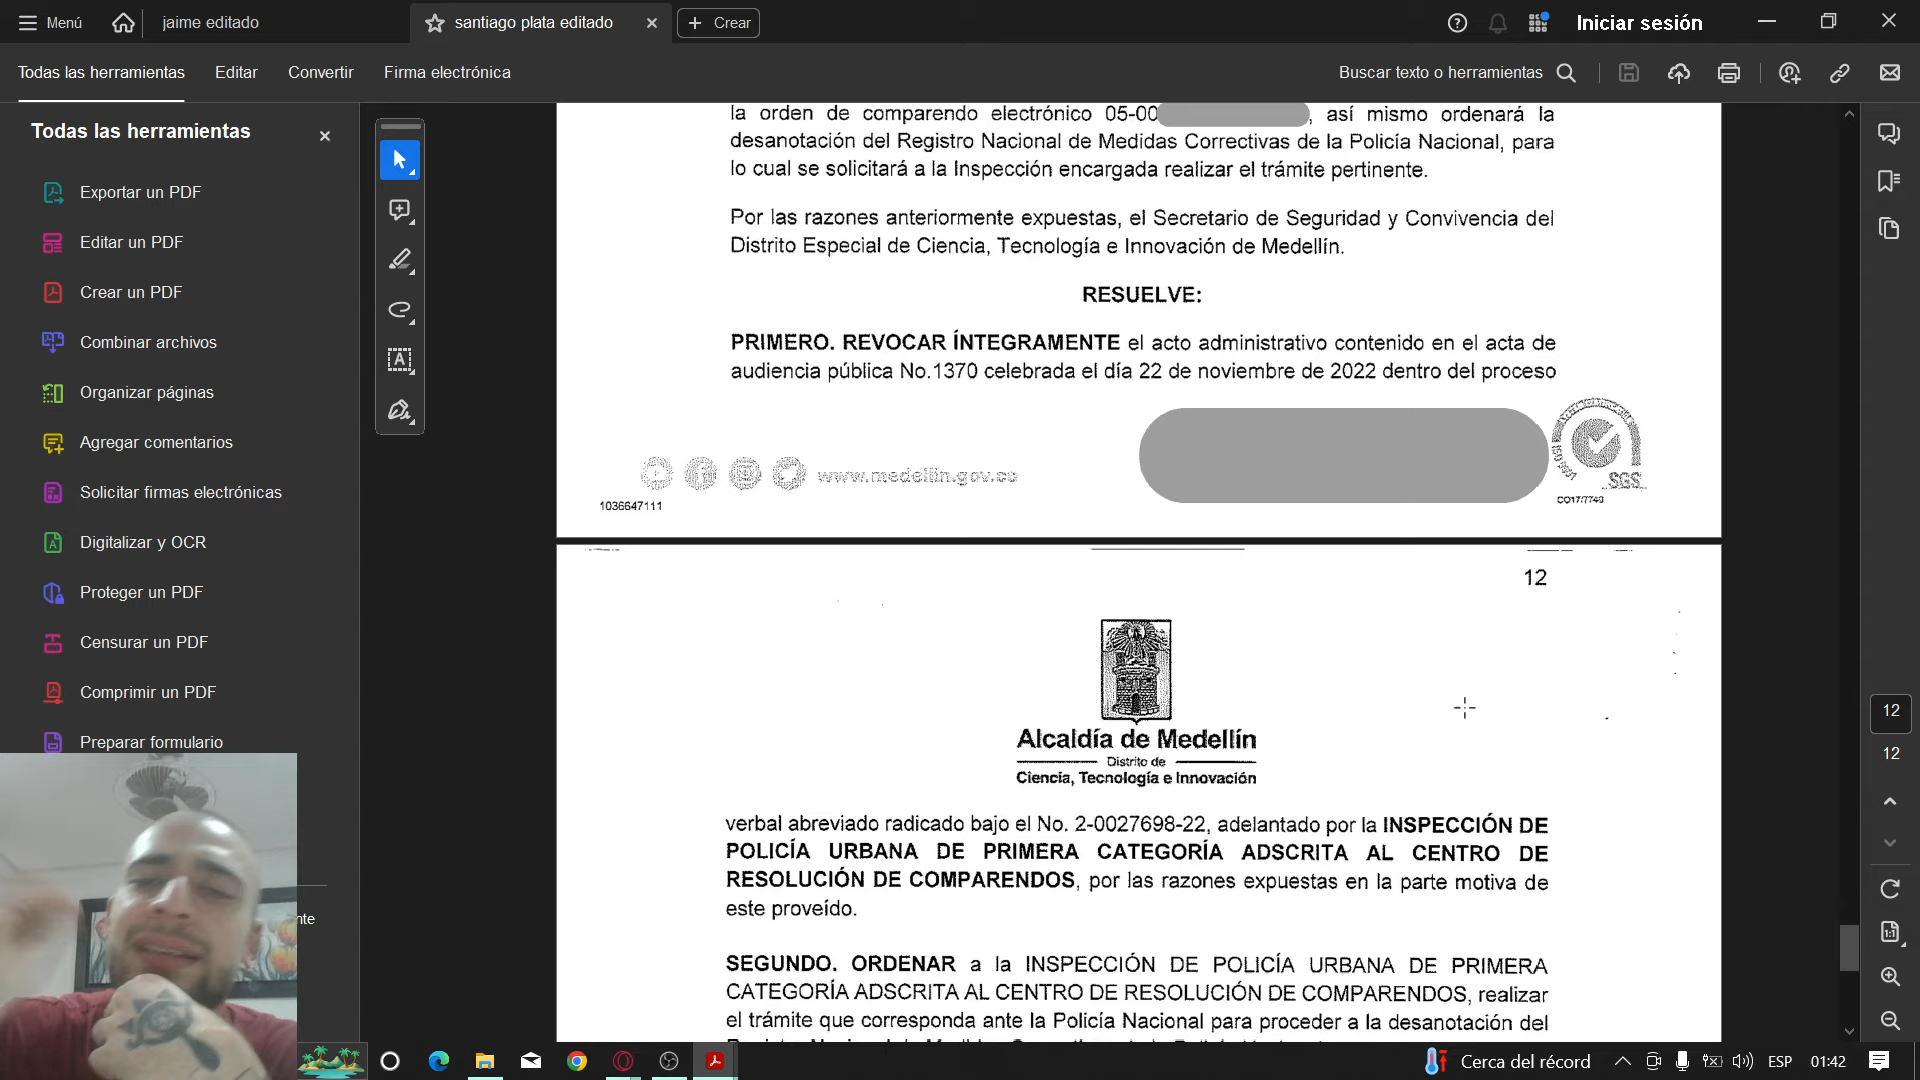 Menú
jaime editado
santiago plata editado
Crear
Iniciar sesión
Todas las herramientas
Editar
Convertir
Firma electrónica
Buscar texto o herramientas
Todas las herramientas
Exportar un PDF
Editar un PDF
Crear un PDF
Combinar archivos
Organizar páginas
Agregar comentarios
Solicitar firmas electrónicas
Digitalizar y OCR
Proteger un PDF
Censurar un PDF
Comprimir un PDF
Preparar formulario
nte
la orden de comparendo electrónico 05-00 , así mismo ordenará la
desanotación del Registro Nacional de Medidas Correctivas de la Policía Nacional, para
lo cual se solicitará a la Inspección encargada realizar el trámite pertinente.
Por las razones anteriormente expuestas, el Secretario de Seguridad y Convivencia del
Distrito Especial de Ciencia, Tecnología e Innovación de Medellín.
RESUELVE:
PRIMERO. REVOCAR ÍNTEGRAMENTE el acto administrativo contenido en el acta de
audiencia pública No.1370 celebrada el día 22 de noviembre de 2022 dentro del proceso
www.medellin.gov.co
SGS
CO17/7740
1036647111
12
Alcaldía de Medellín
Distrito de
Ciencia, Tecnología e Innovación
verbal abreviado radicado bajo el No. 2-0027698-22, adelantado por la INSPECCIÓN DE
POLICÍA URBANA DE PRIMERA CATEGORÍA ADSCRITA AL CENTRO DE
RESOLUCIÓN DE COMPARENDOS, por las razones expuestas en la parte motiva de
este proveído.
SEGUNDO. ORDENAR a la INSPECCIÓN DE POLICÍA URBANA DE PRIMERA
CATEGORÍA ADSCRITA AL CENTRO DE RESOLUCIÓN DE COMPARENDOS, realizar
el trámite que corresponda ante la Policía Nacional para proceder a la desanotación del
12
12
1:1
Cerca del récord
ESP
01:42